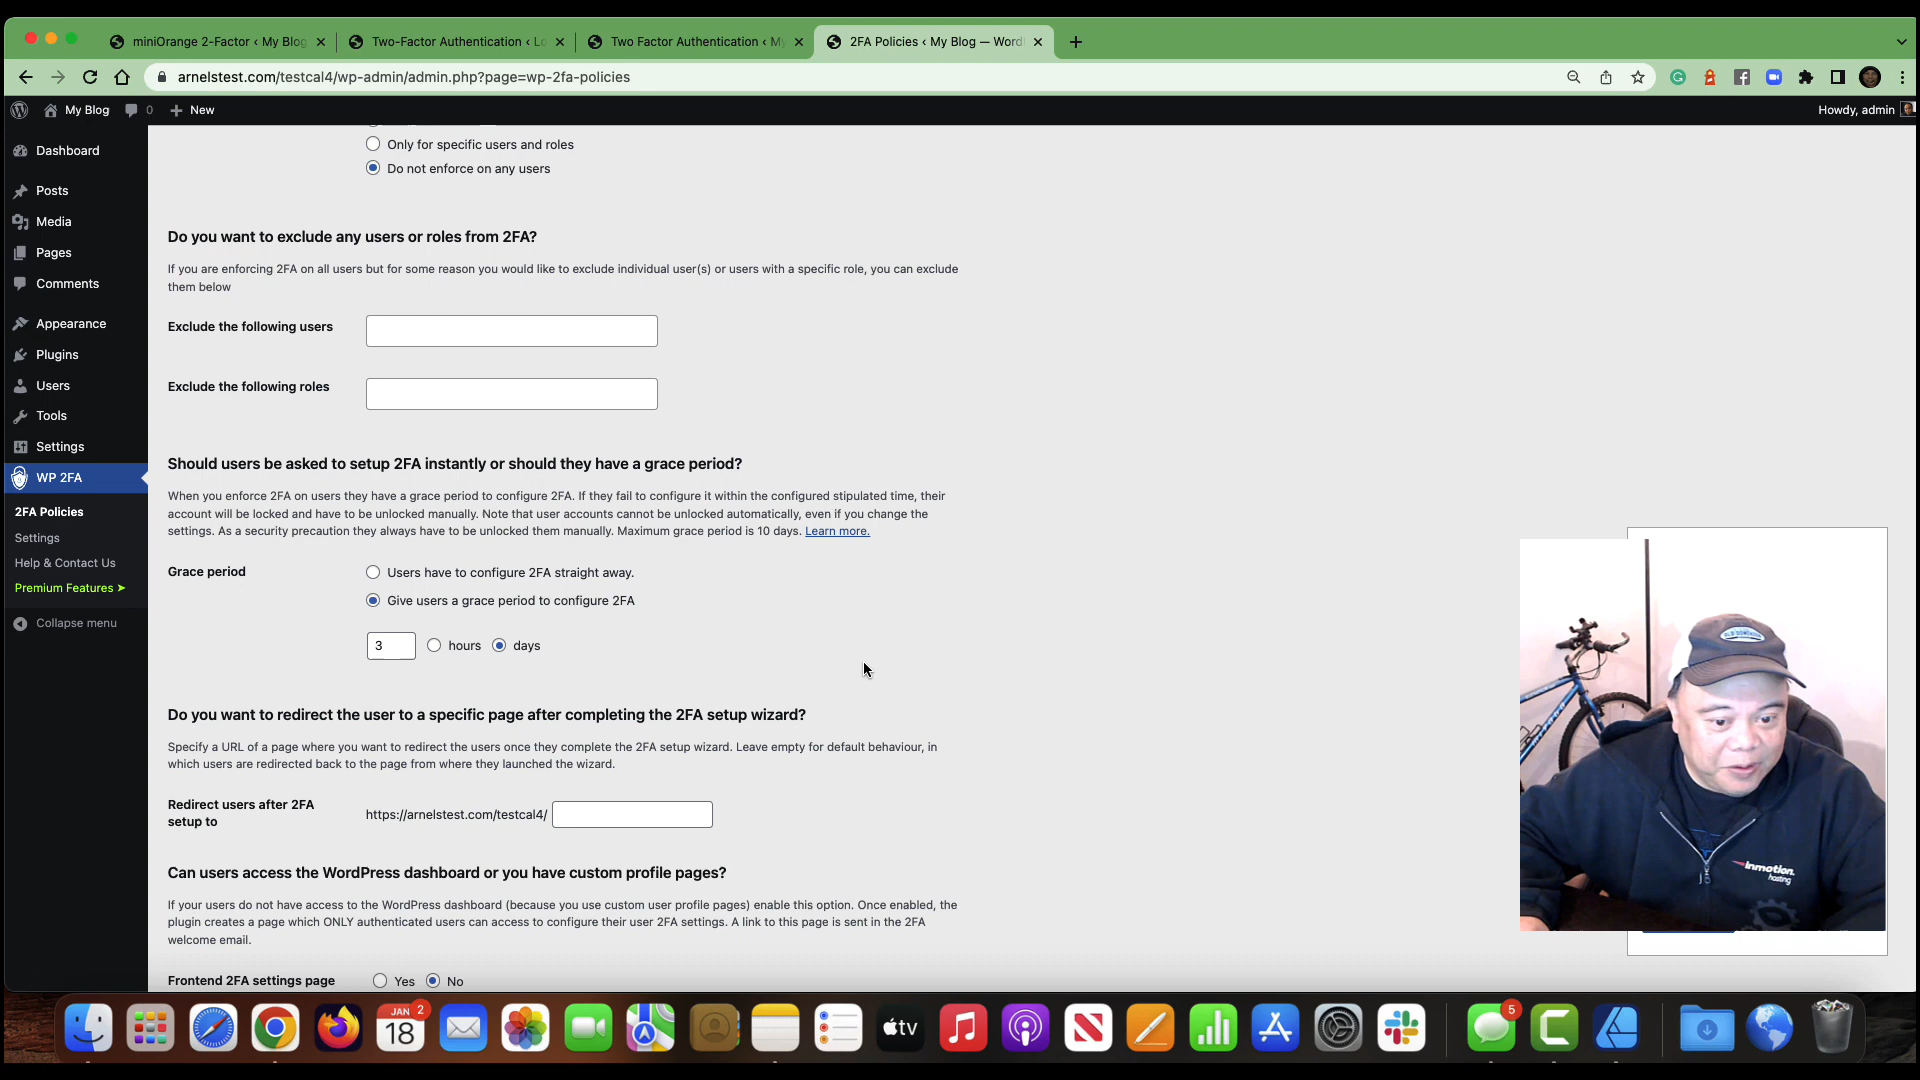 miniOrange 2-Factor ‹ My Blog
Two-Factor Authentication ‹ Lo
Two Factor Authentication ‹ My
2FA Policies ‹ My Blog — Word
arnelstest.com/testcal4/wp-admin/admin.php?page=wp-2fa-policies
My Blog
0
New
Howdy, admin
Dashboard
Posts
Media
Pages
Comments
Appearance
Plugins
Users
Tools
Settings
WP 2FA
2FA Policies
Settings
Help & Contact Us
Premium Features ➤
Collapse menu
Only for specific users and roles
Do not enforce on any users
Do you want to exclude any users or roles from 2FA?
If you are enforcing 2FA on all users but for some reason you would like to exclude individual user(s) or users with a specific role, you can exclude
them below
Exclude the following users
Exclude the following roles
Should users be asked to setup 2FA instantly or should they have a grace period?
When you enforce 2FA on users they have a grace period to configure 2FA. If they fail to configure it within the configured stipulated time, their
account will be locked and have to be unlocked manually. Note that user accounts cannot be unlocked automatically, even if you change the
settings. As a security precaution they always have to be unlocked them manually. Maximum grace period is 10 days. Learn more.
Grace period
Users have to configure 2FA straight away.
Give users a grace period to configure 2FA
3 hours days
Do you want to redirect the user to a specific page after completing the 2FA setup wizard?
Specify a URL of a page where you want to redirect the users once they complete the 2FA setup wizard. Leave empty for default behaviour, in
which users are redirected back to the page from where they launched the wizard.
Redirect users after 2FA
setup to
https://arnelstest.com/testcal4/
Can users access the WordPress dashboard or you have custom profile pages?
If your users do not have access to the WordPress dashboard (because you use custom user profile pages) enable this option. Once enabled, the
plugin creates a page which ONLY authenticated users can access to configure their user 2FA settings. A link to this page is sent in the 2FA
welcome email.
Frontend 2FA settings page
Yes No
inmotion
hosting
JAN
18
2
tv
5